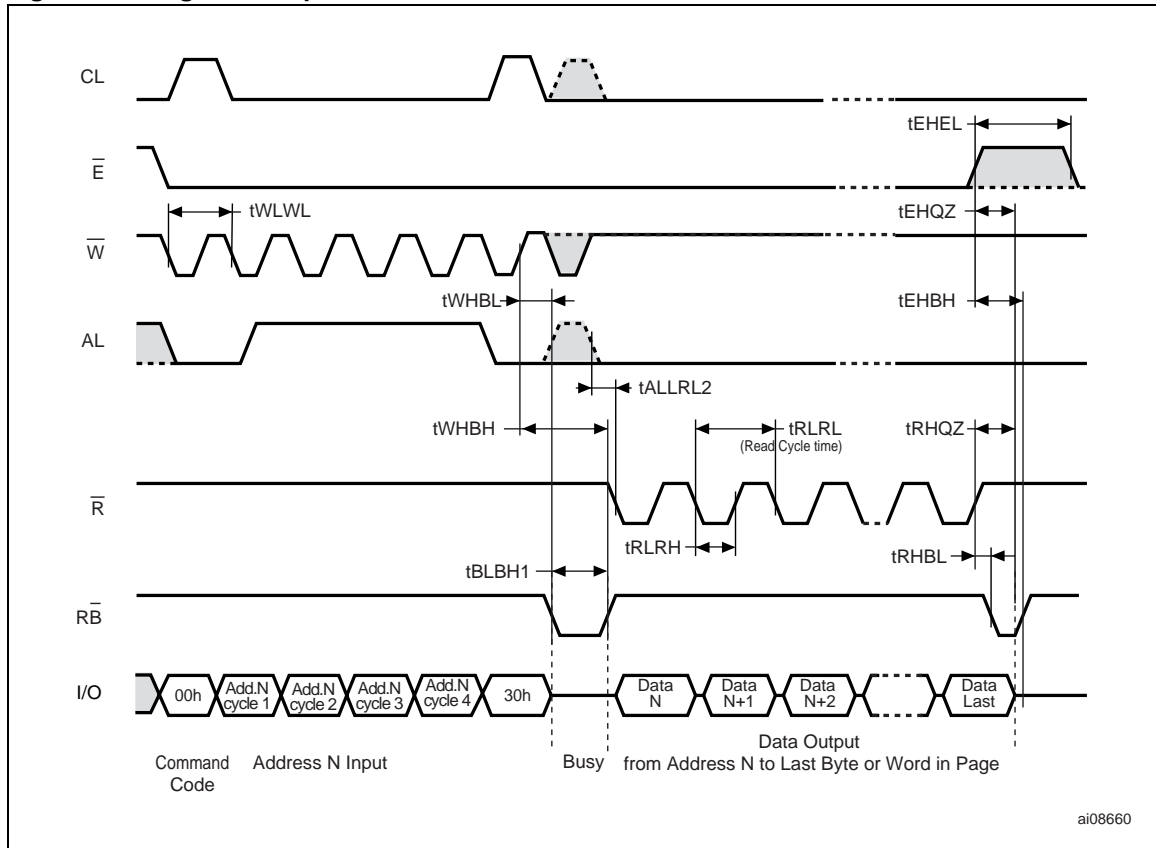 CL
tEHEL
E
tWLWL
tEHQZ
W
tWHBL
tEHBH
AL
tALLRL2
tWHBH
tRLRL
(Read Cycle time)
tRHQZ
R
tRLRH
tRHBL
tBLBH1
RB
I/O
00h
Add.N
cycle 1
Add.N
cycle 2
Add.N
cycle 3
Add.N
cycle 4
30h
Data
N
Data
N+1
Data
N+2
Data
Last
Command
Code
Address N Input
Busy
Data Output
from Address N to Last Byte or Word in Page
ai08660